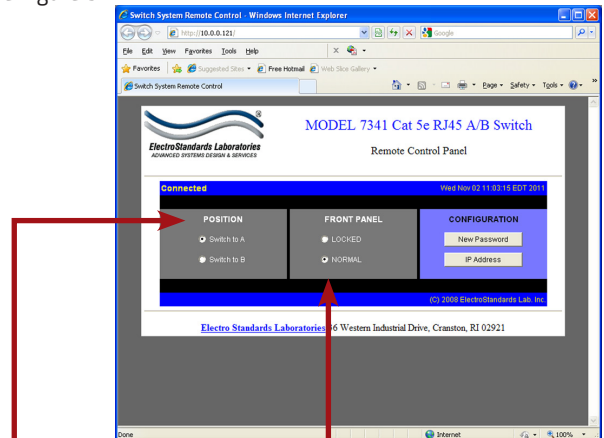 Switch System Remote Control - Windows Internet Explorer
http://10.0.0.121/
Google
File Edit View Favorites Tools Help
X
Favorites Suggested Sites Free Hotmail Web Slice Gallery
Switch System Remote Control
Page Safety Tools
ElectroStandards Laboratories
ADVANCED SYSTEMS DESIGN & SERVICES
®
MODEL 7341 Cat 5e RJ45 A/B Switch
Remote Control Panel
Connected
Wed Nov 02 11:03:15 EDT 2011
POSITION
Switch to A
Switch to B
FRONT PANEL
LOCKED
NORMAL
CONFIGURATION
New Password
IP Address
(C) 2008 ElectroStandards Lab. Inc.
Electro Standards Laboratories 36 Western Industrial Drive, Cranston, RI 02921
Done
Internet
100%